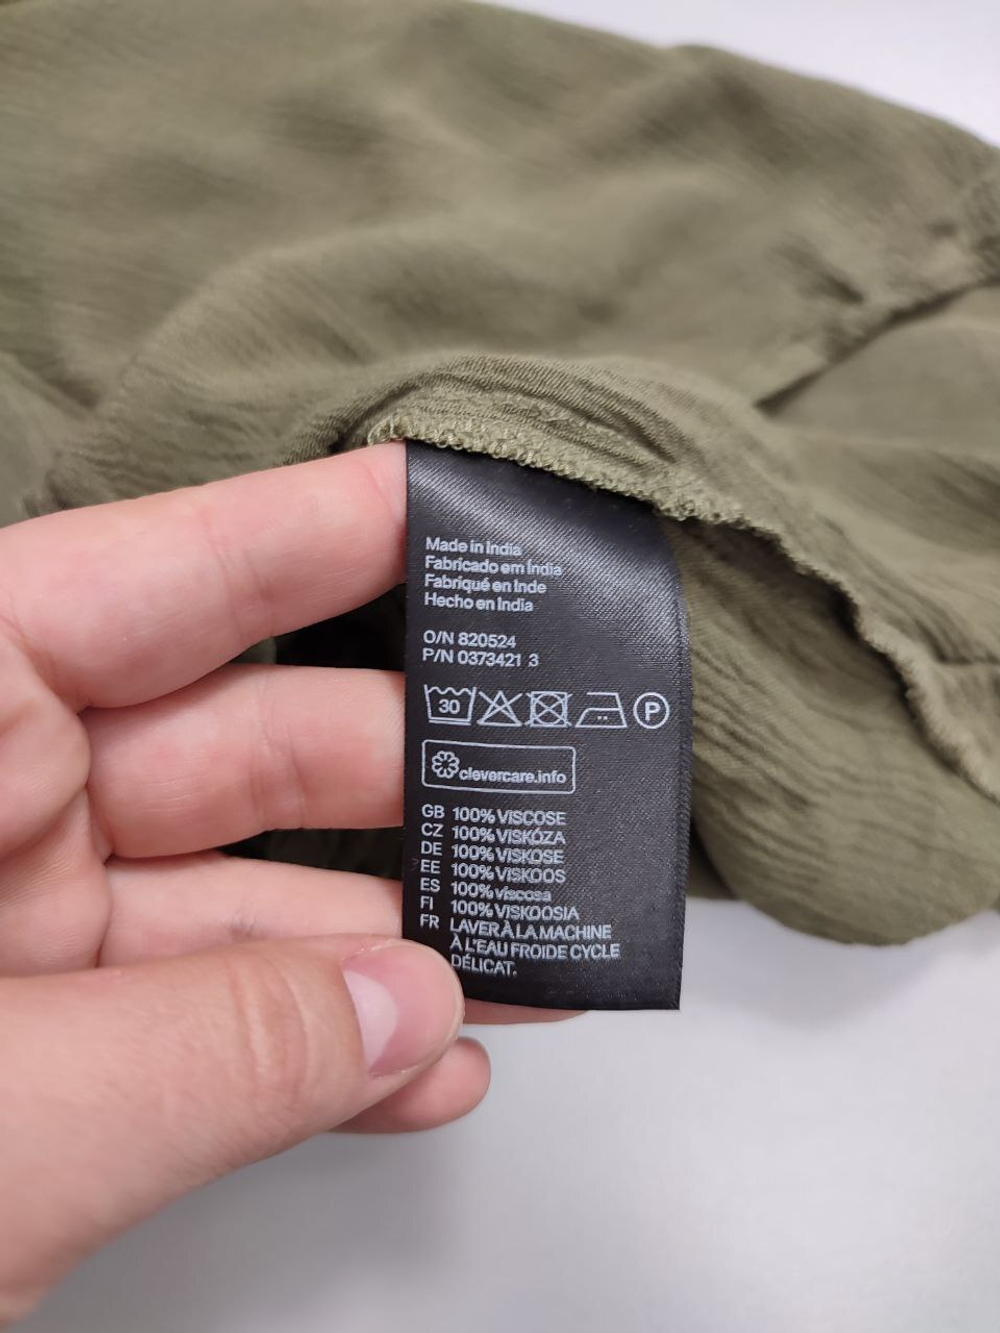 Made in India
Fabricado em Índia
Fabriqué en Inde
Hecho en India
O/N 820524
P/N 0373421 3
30 P
clevercare.info
GB 100% VISCOSE
CZ 100% VISKÓZA
DE 100% VISKOSE
EE 100% VISKOOS
ES 100% viscosa
FI 100% VISKOOSIA
FR LAVER À LA MACHINE
À L'EAU FROIDE CYCLE
DÉLICAT.